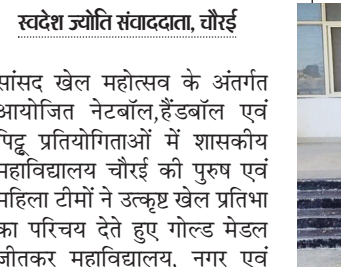 स्वदेश ज्योति संवाददाता, चौरई
सांसद खेल महोत्सव के अंतर्गत
आयोजित नेटबॉल,हैंडबॉल एवं
पिट्टू प्रतियोगिताओं में शासकीय
महाविद्यालय चौरई की पुरुष एवं
महिला टीमों ने उत्कृष्ट खेल प्रतिभा
का परिचय देते हुए गोल्ड मेडल
जीतकर महाविद्यालय, नगर एवं